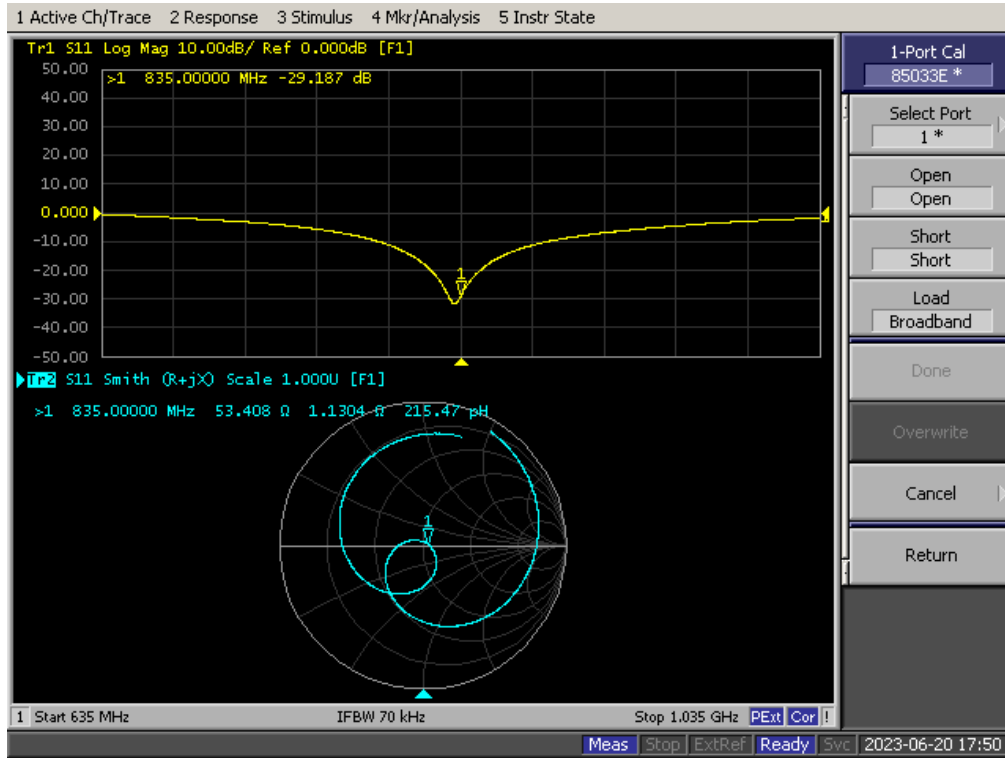 1 Active Ch/Trace 2 Response 3 Stimulus 4 Mkr/Analysis 5 Instr State
Tr1 S11 Log Mag 10.00dB/ Ref 0.000dB [F1]
50.00
>1 835.00000 MHz -29.187 dB
40.00
30.00
20.00
10.00
0.000
-10.00
-20.00
-30.00
-40.00
-50.00
1
1
Tr2 S11 Smith (R+jX) Scale 1.000U [F1]
>1 835.00000 MHz 53.408 Ω 1.1304 Ω 215.47 pH
1
1 Start 635 MHz IFBW 70 kHz Stop 1.035 GHz PExt Cor !
1-Port Cal
85033E *
Select Port
1 *
Open
Open
Short
Short
Load
Broadband
Done
Overwrite
Cancel
Return
Meas Stop ExtRef Ready Svc 2023-06-20 17:50